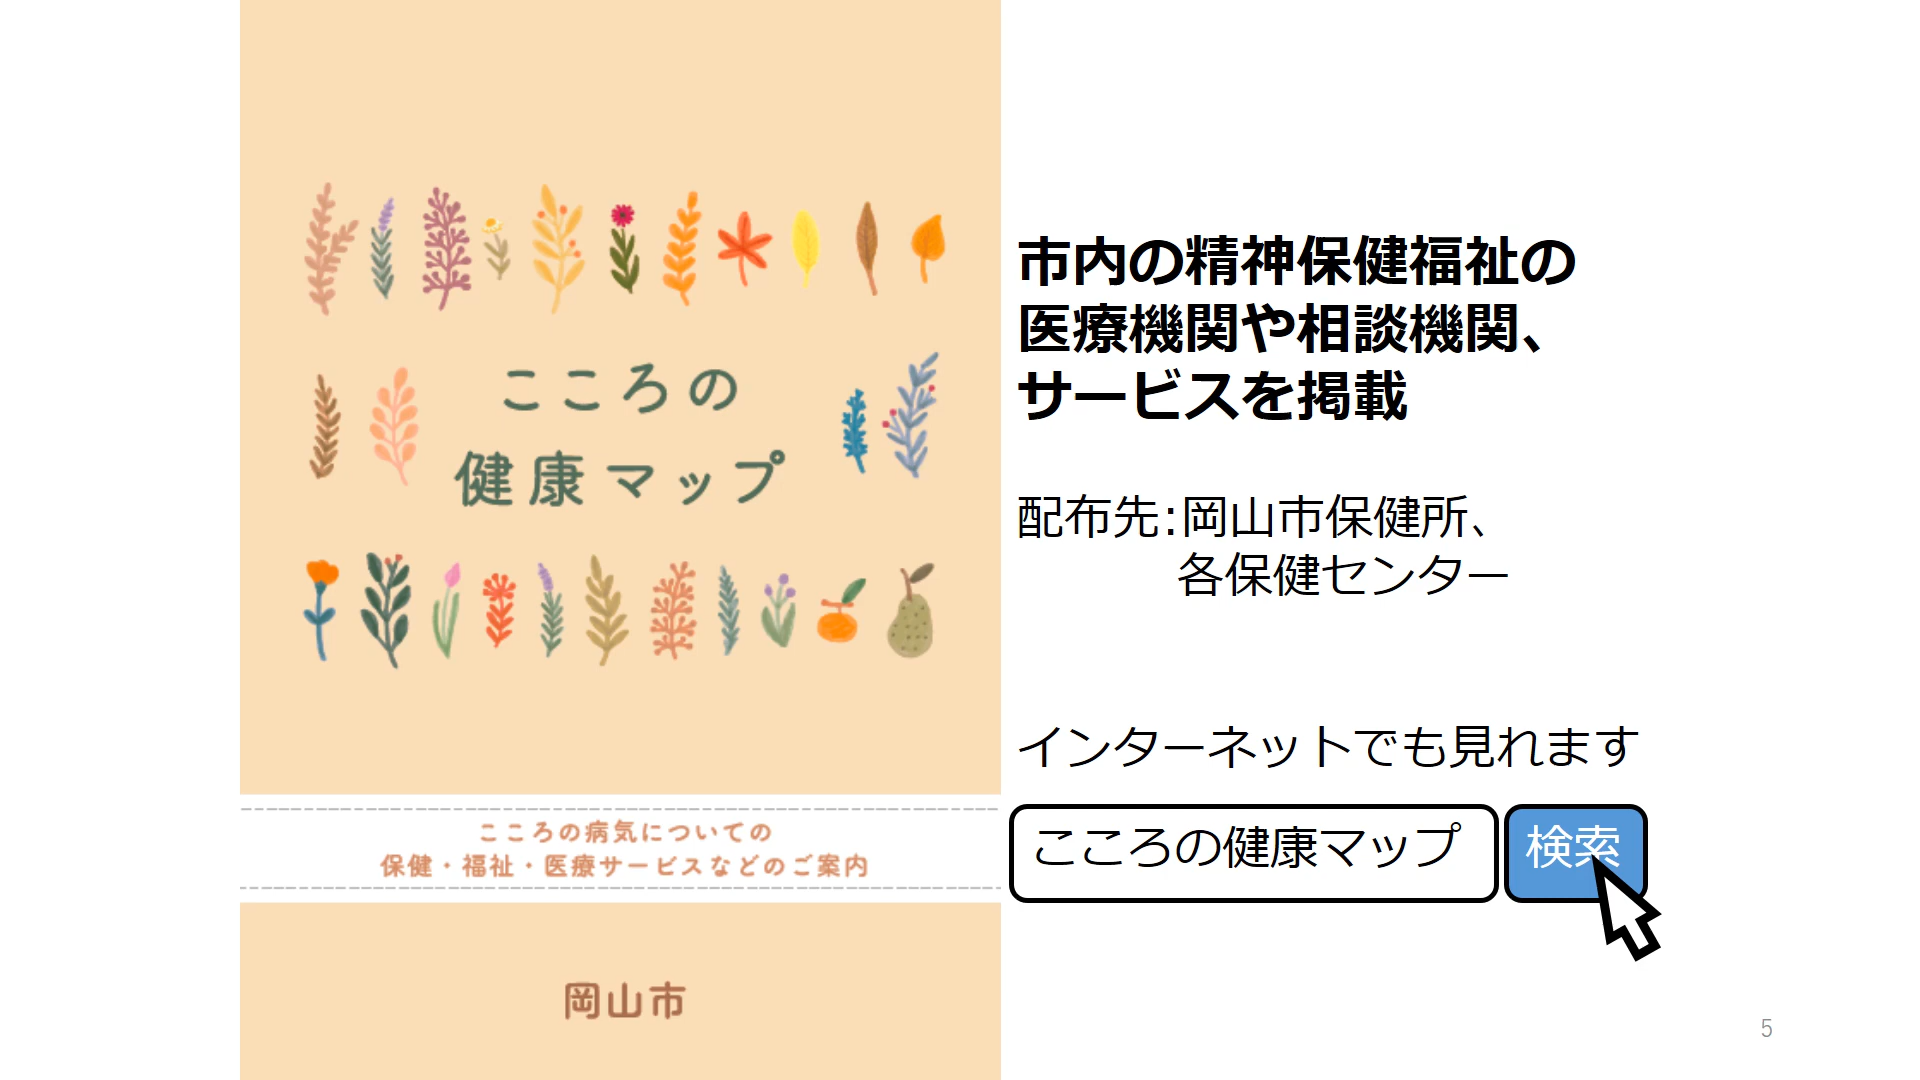 こころの
健康マップ
こころの病気についての
保健・福祉・医療サービスなどのご案内
岡山市
市内の精神保健福祉の
医療機関や相談機関、
サービスを掲載
配布先:岡山市保健所、
各保健センター
インターネットでも見れます
こころの健康マップ 検索
5